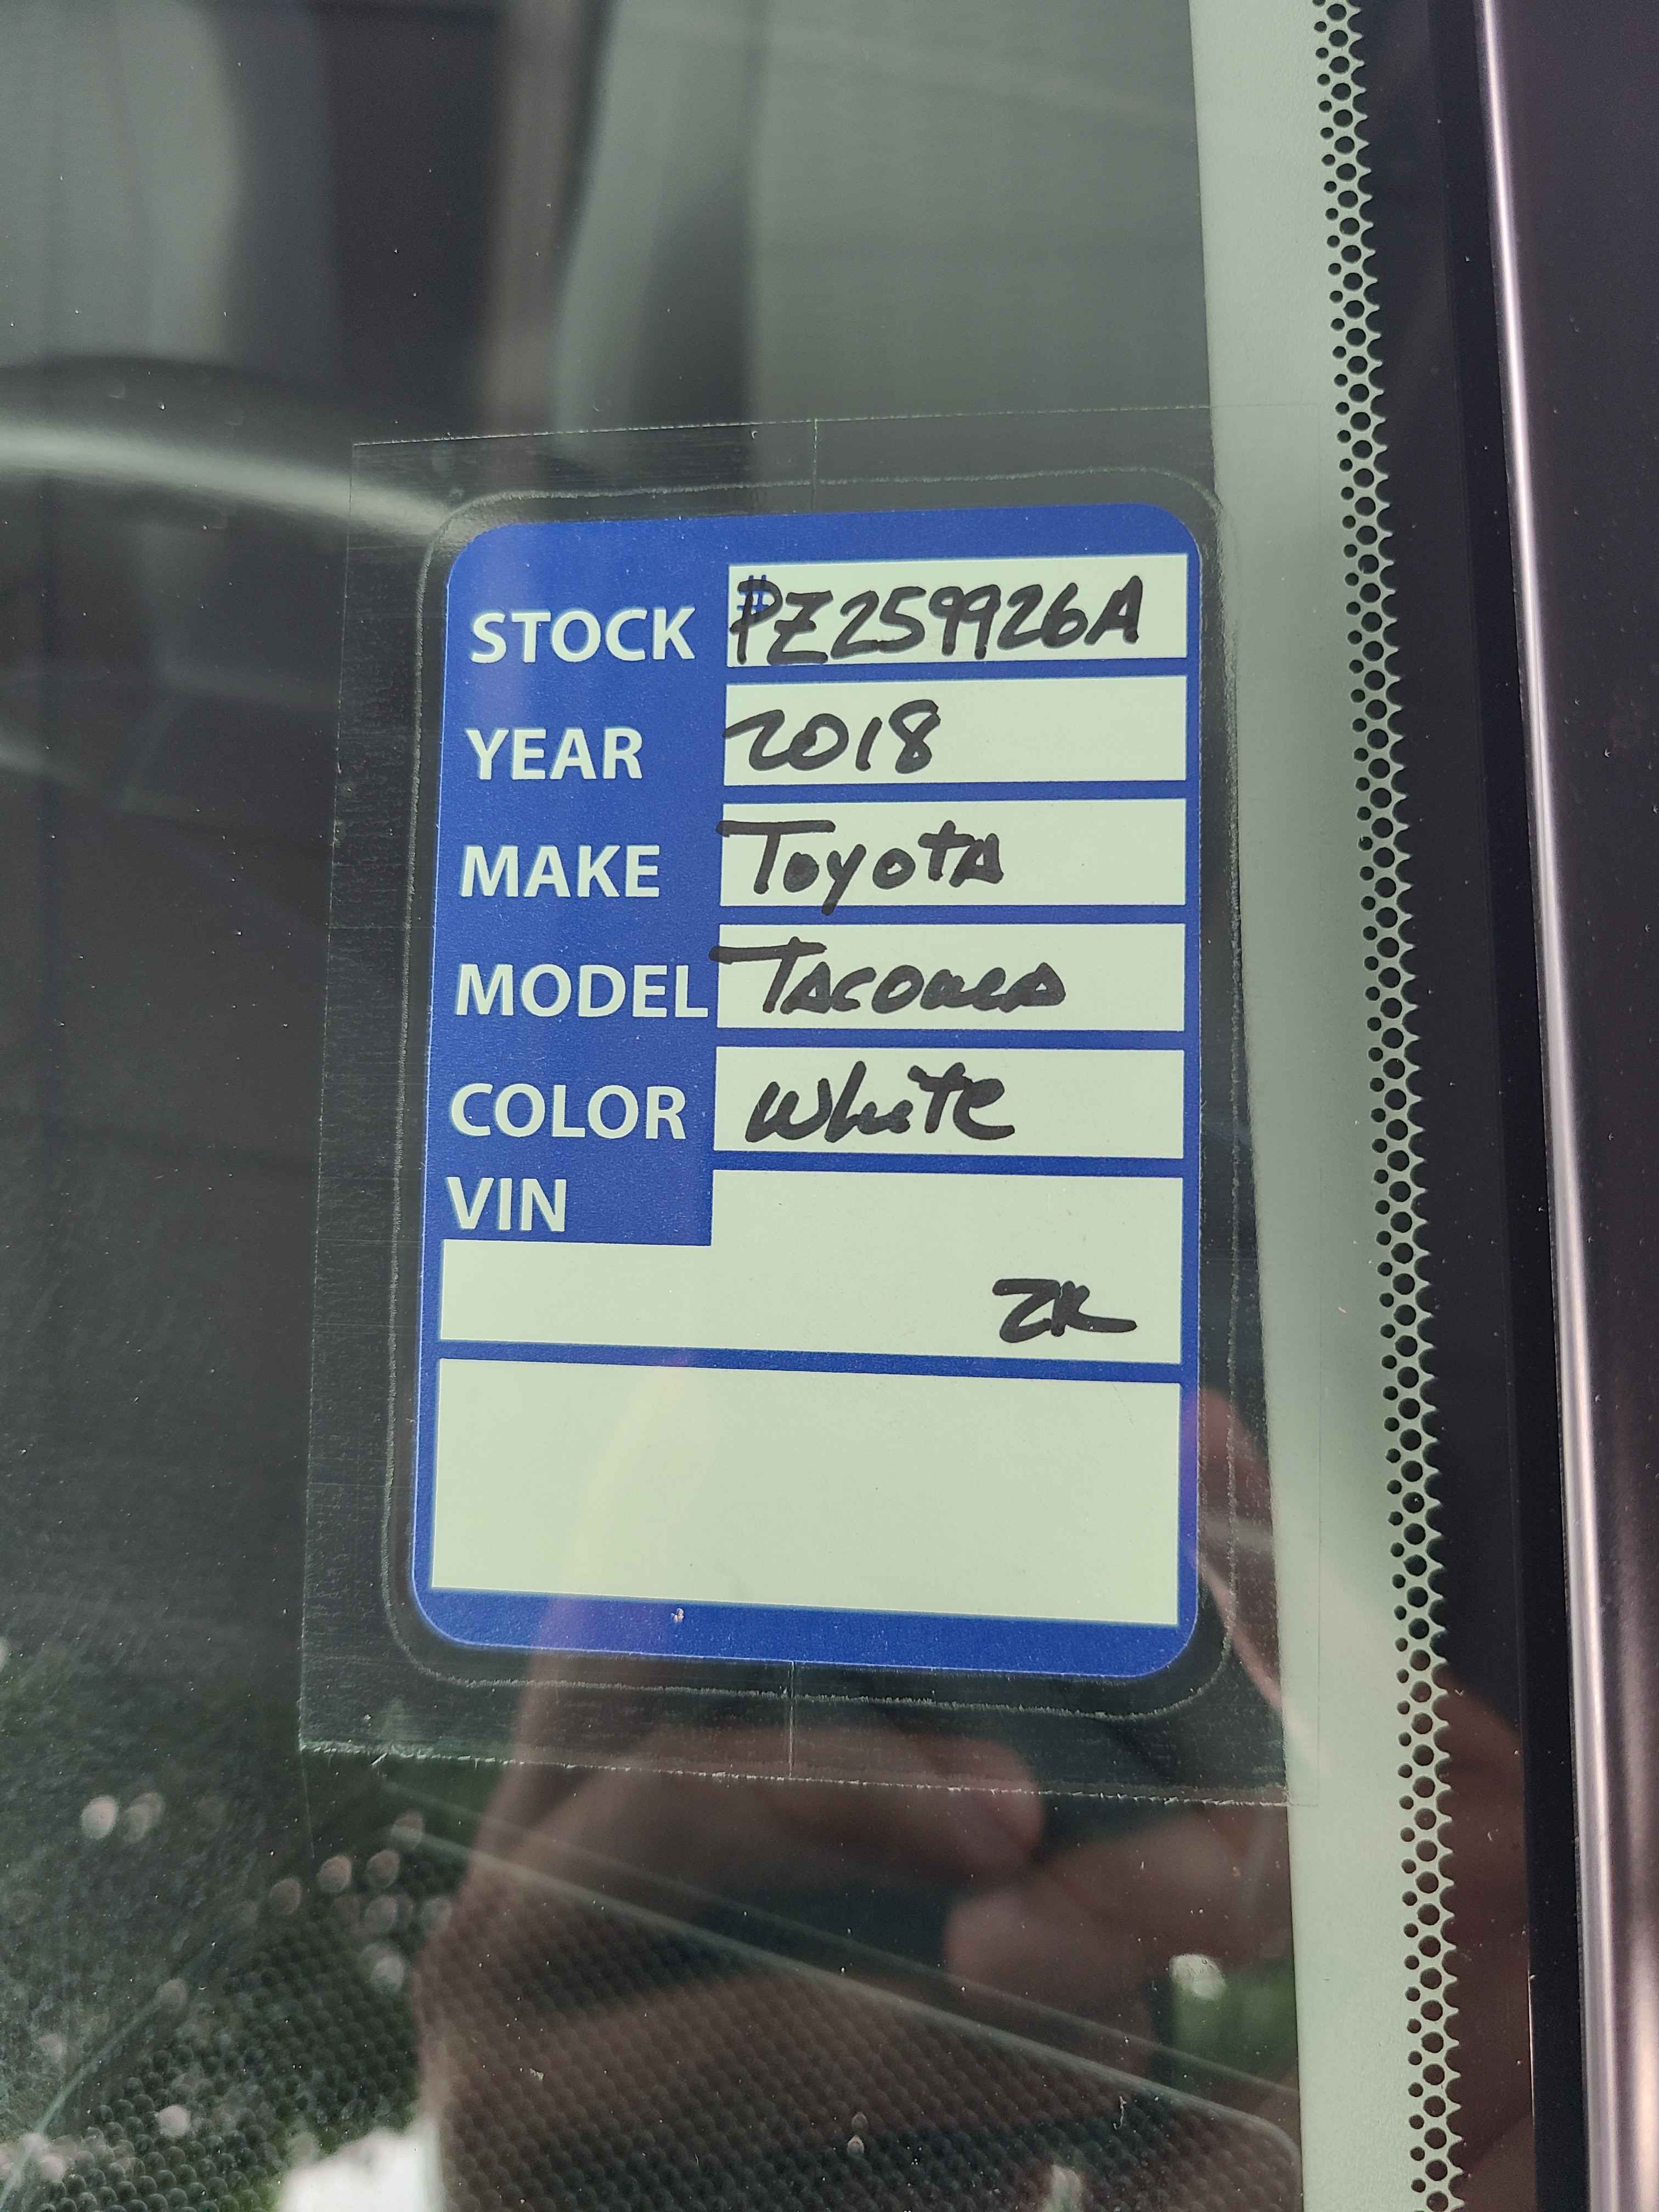 STOCK #PZ259926A
YEAR 2018
MAKE Toyota
MODEL Tacoma
COLOR White
VIN
ZK